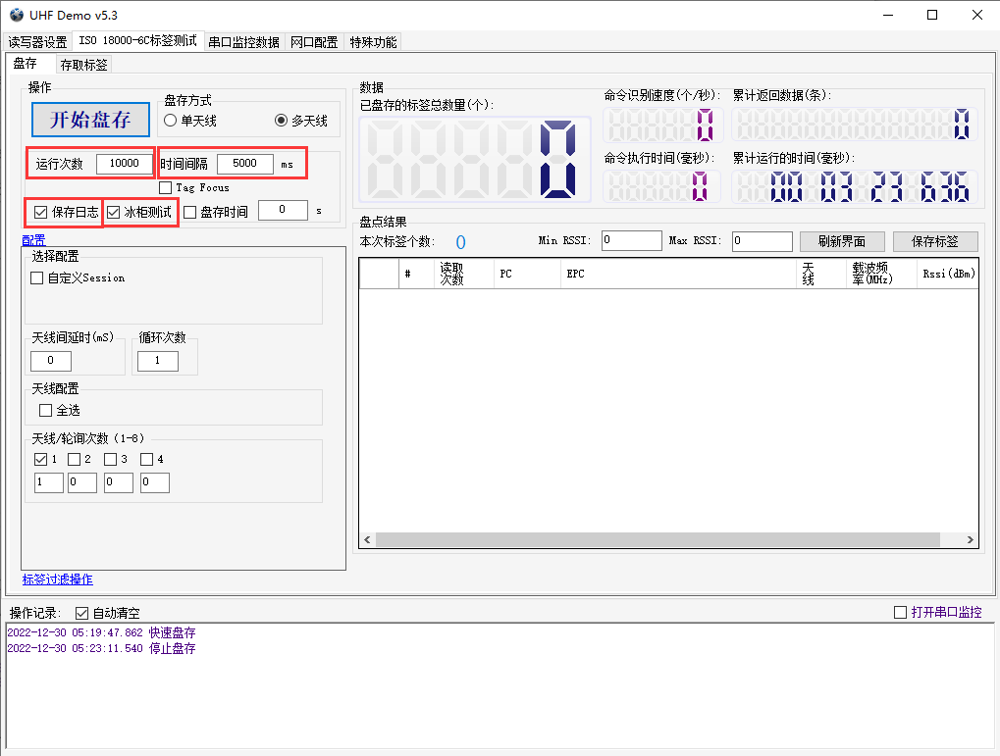 UHF Demo v5.3
读写器设置 ISO 18000-6C标签测试 串口监控数据 网口配置 特殊功能
盘存 存取标签
操作
开始盘存
盘存方式
单天线 多天线
运行次数 10000 时间间隔 5000 ms
Tag Focus
保存日志 冰柜测试 盘存时间 0 s
配置
选择配置
自定义Session
天线间延时(mS) 循环次数
0 1
天线配置
全选
天线/轮询次数 (1-8)
1 2 3 4
1 0 0 0
标签过滤操作
数据
已盘存的标签总数量(个):
0
命令识别速度(个/秒):
0
累计返回数据(条):
0
命令执行时间(毫秒):
0
累计运行的时间(毫秒):
00 03 23 636
盘点结果
本次标签个数: 0 Min RSSI: 0 Max RSSI: 0 刷新界面 保存标签
# 读取次数 PC EPC 天线 载波频率(MHz) Rssi(dBm)
操作记录: 自动清空 打开串口监控
2022-12-30 05:19:47.862 快速盘存
2022-12-30 05:23:11.540 停止盘存